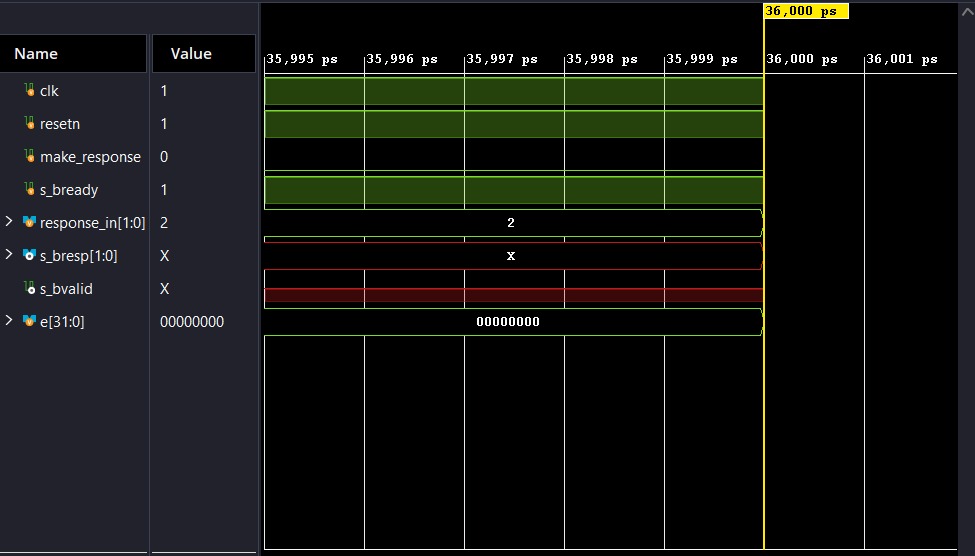 36,000 ps
Name Value
35,995 ps 35,996 ps 35,997 ps 35,998 ps 35,999 ps 36,000 ps 36,001 ps
clk 1
resetn 1
make_response 0
s_bready 1
response_in[1:0] 2 2
s_bresp[1:0] X X
s_bvalid X
e[31:0] 00000000 00000000